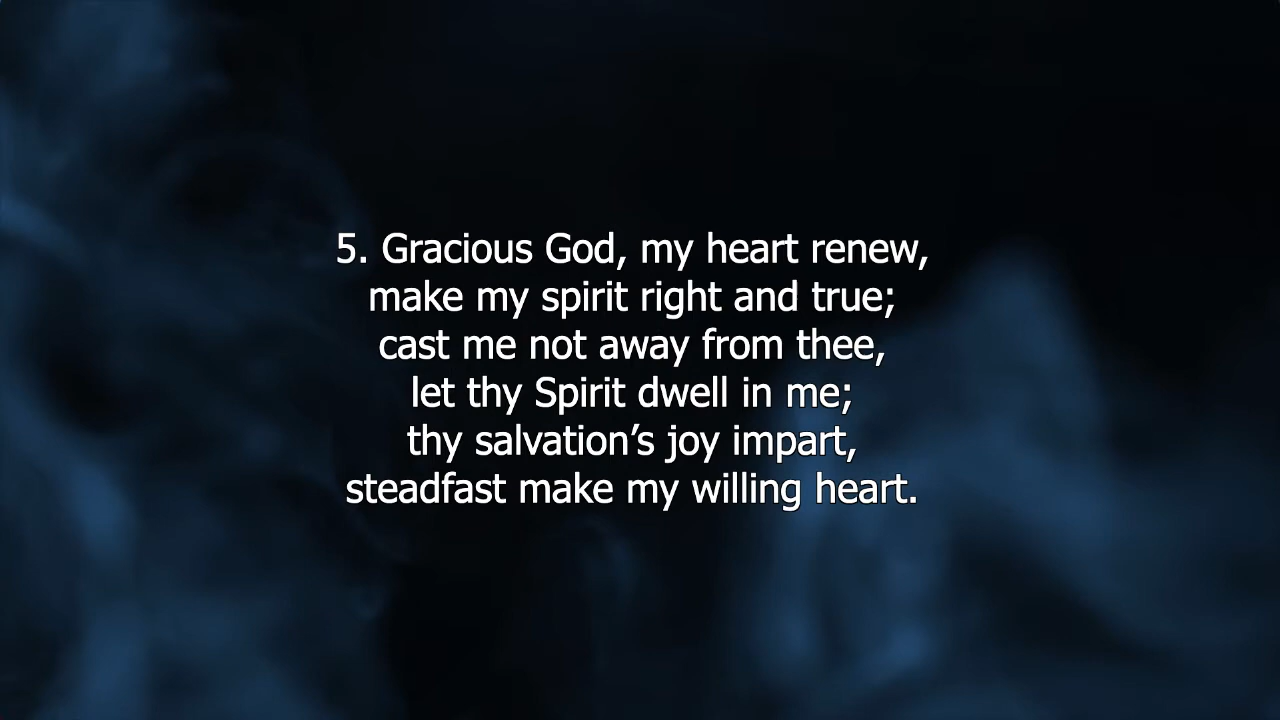 5. Gracious God, my heart renew,
make my spirit right and true;
cast me not away from thee,
let thy Spirit dwell in me;
thy salvation’s joy impart,
steadfast make my willing heart.